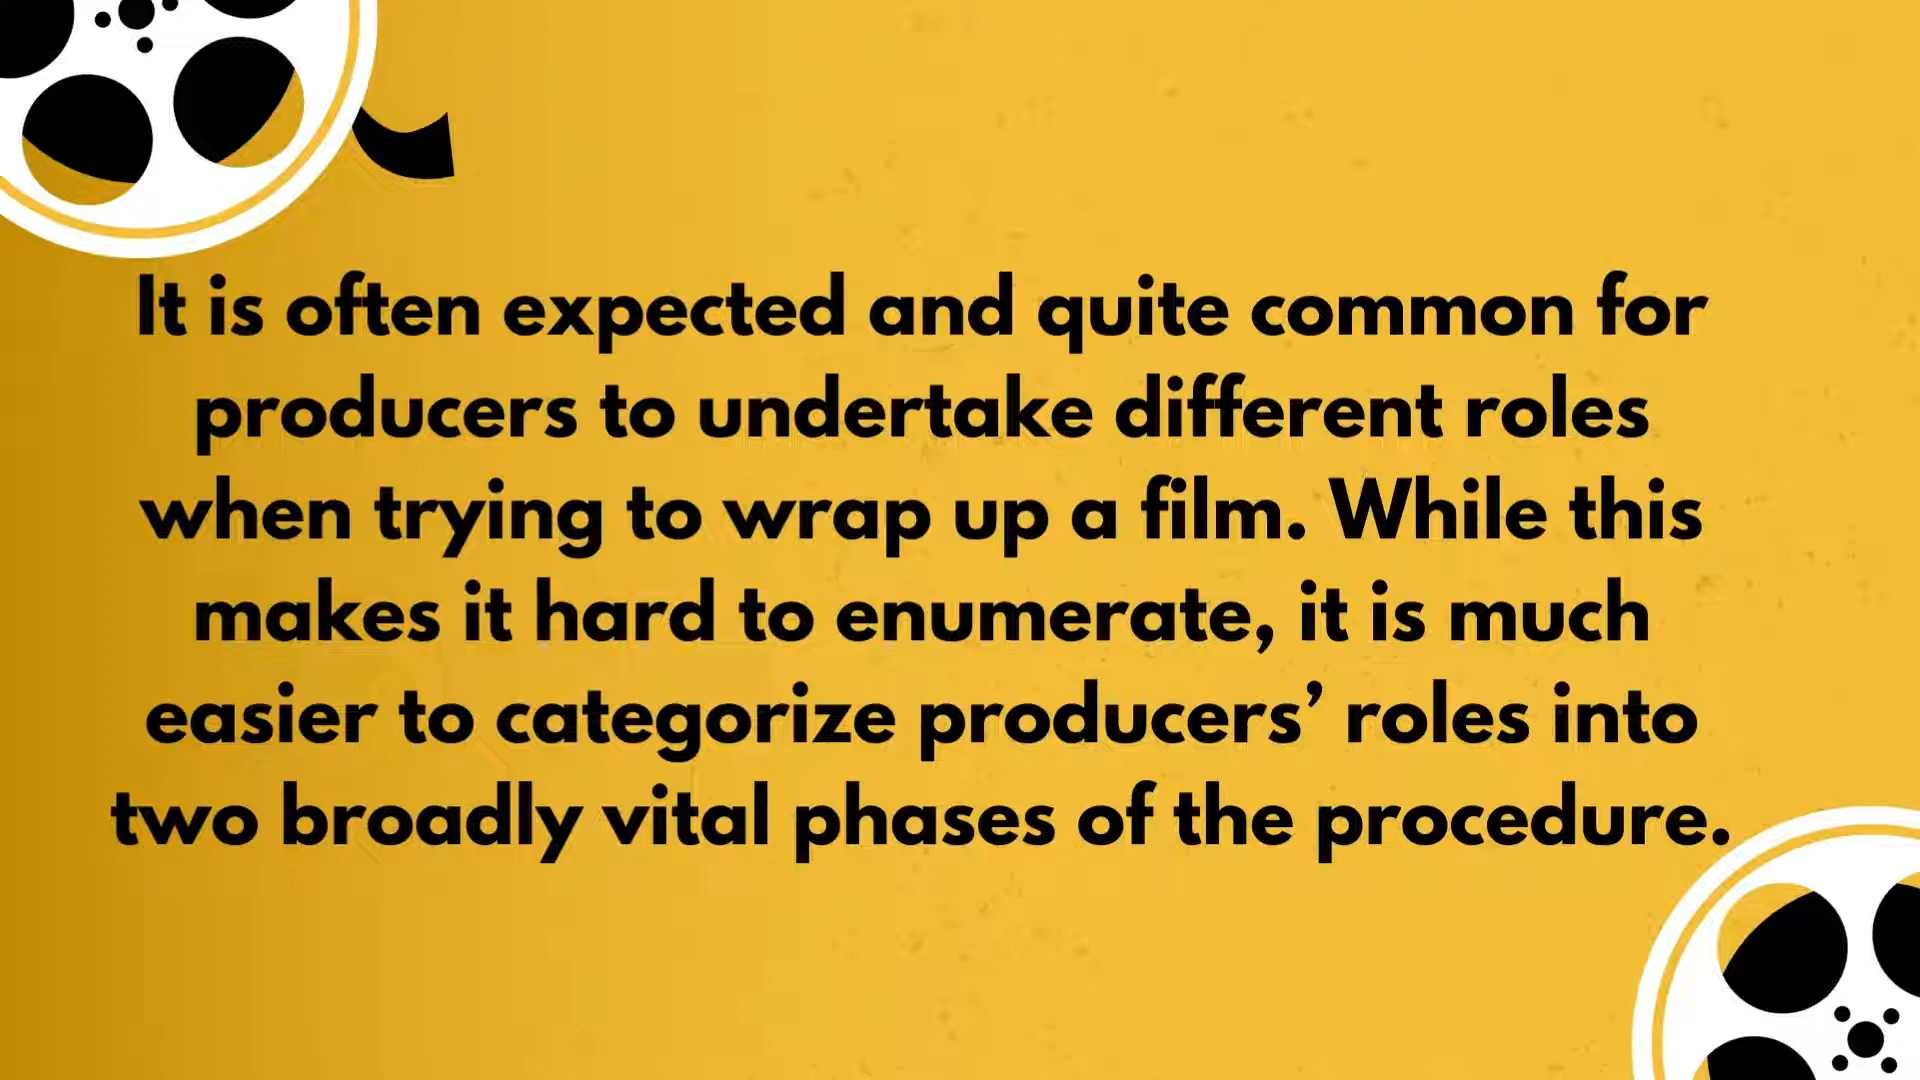 It is often expected and quite common for
producers to undertake different roles
when trying to wrap up a film. While this
makes it hard to enumerate, it is much
easier to categorize producers’ roles into
two broadly vital phases of the procedure.